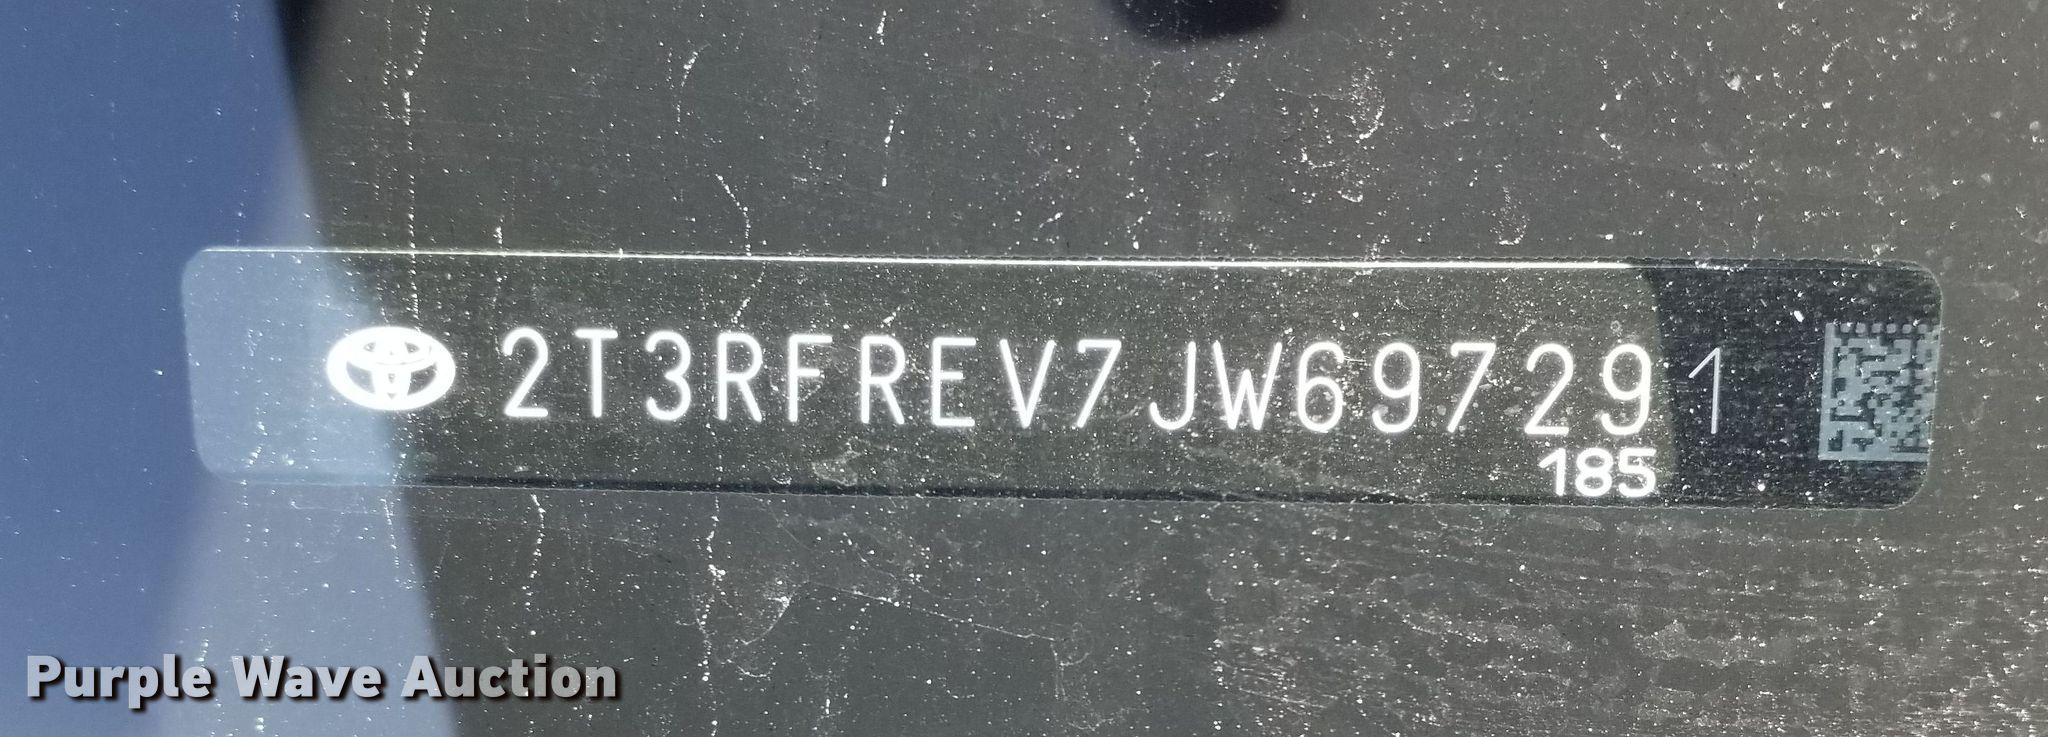 2T3RFREV7JW697291
185
Purple Wave Auction